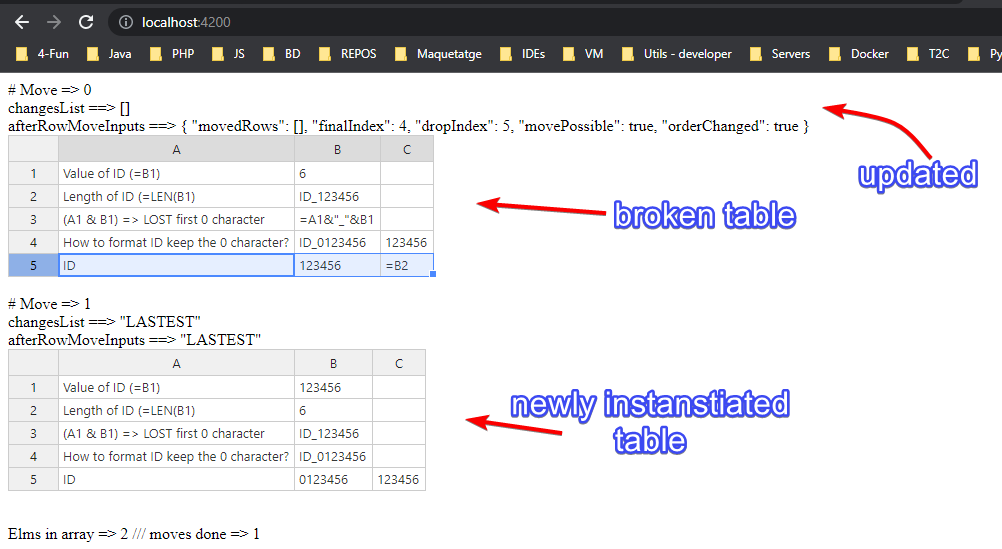 localhost:4200
4-Fun Java PHP JS BD REPOS Maquetatge IDEs VM Utils - developer Servers Docker T2C Py
# Move => 0
changesList ==> []
afterRowMoveInputs ==> { "movedRows": [], "finalIndex": 4, "dropIndex": 5, "movePossible": true, "orderChanged": true }
updated
A B C
1 Value of ID (=B1) 6
2 Length of ID (=LEN(B1) ID_123456
3 (A1 & B1) => LOST first 0 character =A1&"_"&B1
broken table
4 How to format ID keep the 0 character? ID_0123456 123456
5 ID 123456 =B2
# Move => 1
changesList ==> "LASTEST"
afterRowMoveInputs ==> "LASTEST"
A B C
1 Value of ID (=B1) 123456
2 Length of ID (=LEN(B1) 6
3 (A1 & B1) => LOST first 0 character ID_123456
4 How to format ID keep the 0 character? ID_0123456
5 ID 0123456 123456
newly instanstiated
table
Elms in array => 2 /// moves done => 1